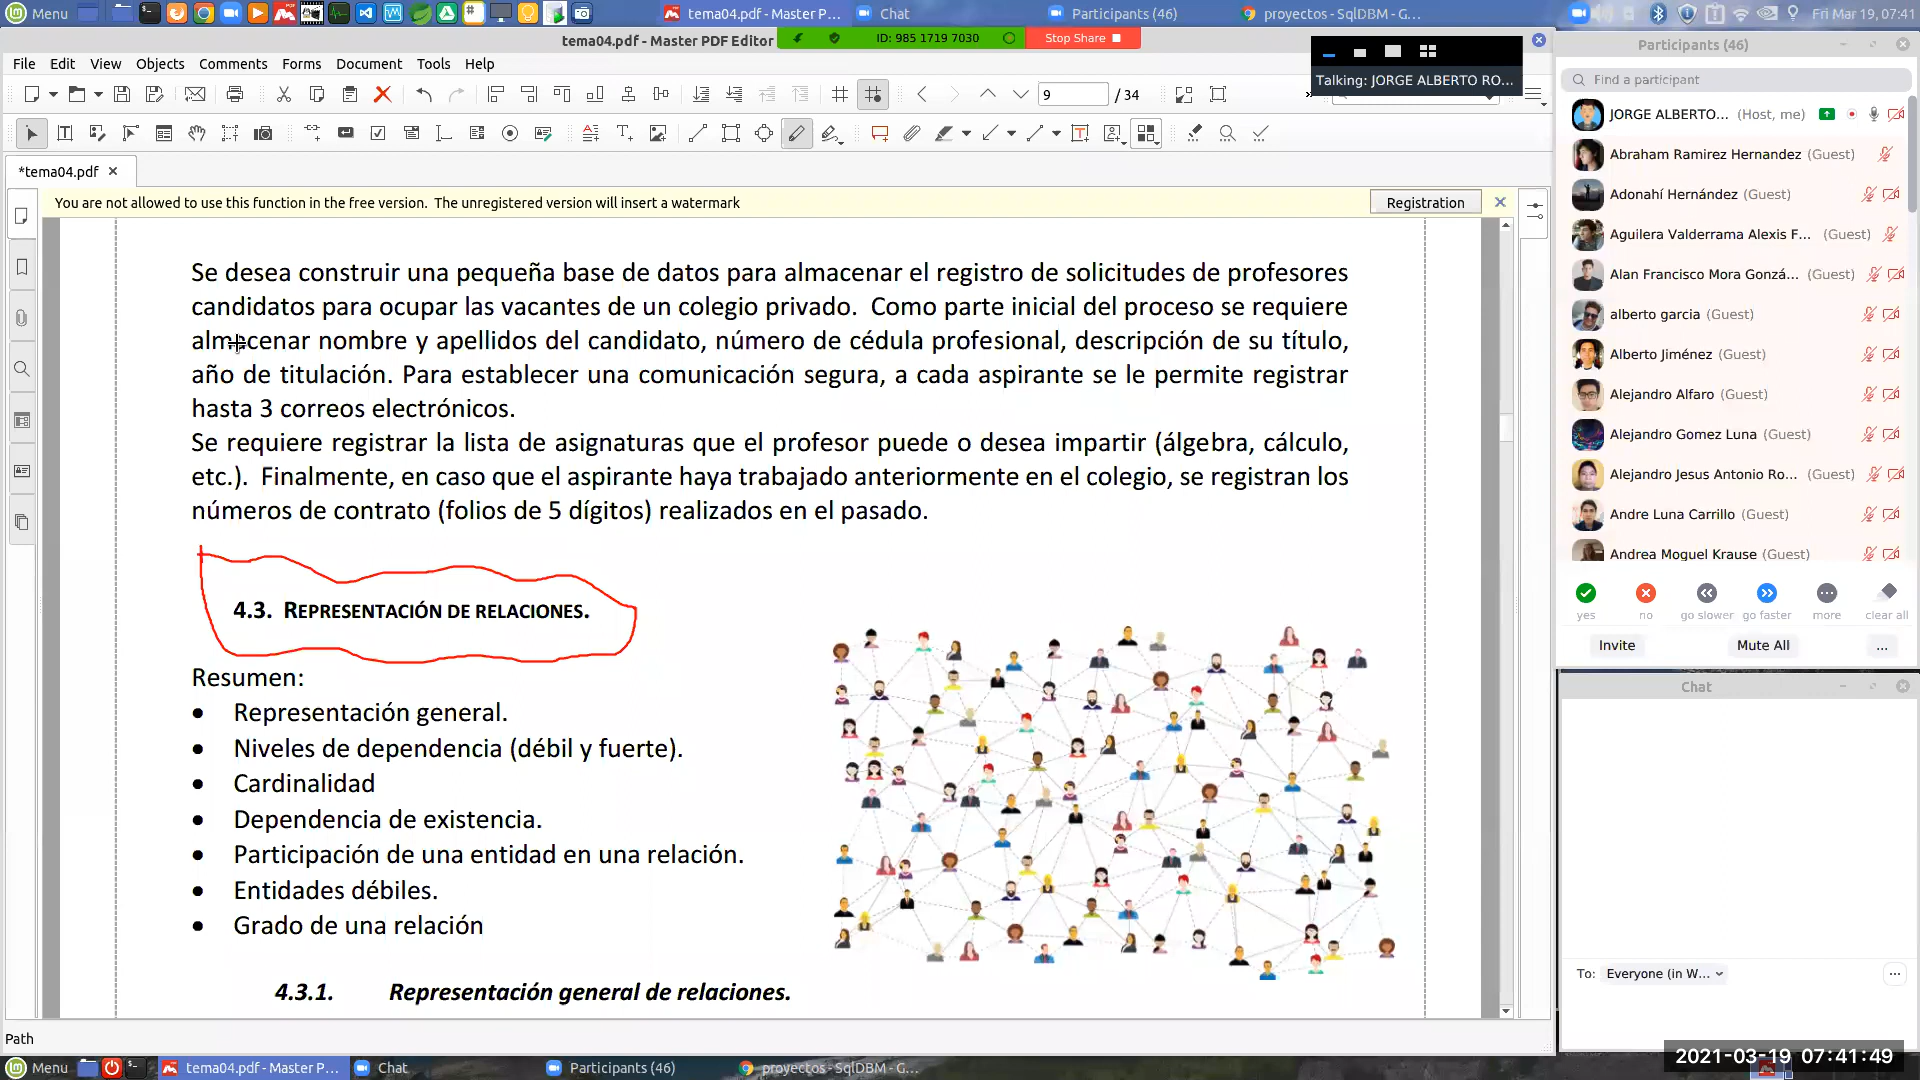 Menu
tema04.pdf - Master P...
Chat
Participants (46)
proyectos - SqlDBM - G...
Fri Mar 19, 07:41
tema04.pdf - Master PDF Editor
ID: 985 1719 7030
Stop Share
Talking: JORGE ALBERTO RO...
File Edit View Objects Comments Forms Document Tools Help
9 / 34
*tema04.pdf
You are not allowed to use this function in the free version. The unregistered version will insert a watermark
Registration
Se desea construir una pequeña base de datos para almacenar el registro de solicitudes de profesores
candidatos para ocupar las vacantes de un colegio privado. Como parte inicial del proceso se requiere
almacenar nombre y apellidos del candidato, número de cédula profesional, descripción de su título,
año de titulación. Para establecer una comunicación segura, a cada aspirante se le permite registrar
hasta 3 correos electrónicos.
Se requiere registrar la lista de asignaturas que el profesor puede o desea impartir (álgebra, cálculo,
etc.). Finalmente, en caso que el aspirante haya trabajado anteriormente en el colegio, se registran los
números de contrato (folios de 5 dígitos) realizados en el pasado.
4.3. REPRESENTACIÓN DE RELACIONES.
Resumen:
• Representación general.
• Niveles de dependencia (débil y fuerte).
• Cardinalidad
• Dependencia de existencia.
• Participación de una entidad en una relación.
• Entidades débiles.
• Grado de una relación
4.3.1. Representación general de relaciones.
Path
Participants (46)
Find a participant
JORGE ALBERTO... (Host, me)
Abraham Ramirez Hernandez (Guest)
Adonahí Hernández (Guest)
Aguilera Valderrama Alexis F... (Guest)
Alan Francisco Mora Gonzá... (Guest)
alberto garcia (Guest)
Alberto Jiménez (Guest)
Alejandro Alfaro (Guest)
Alejandro Gomez Luna (Guest)
Alejandro Jesus Antonio Ro... (Guest)
Andre Luna Carrillo (Guest)
Andrea Moguel Krause (Guest)
yes no go slower go faster more clear all
Invite Mute All ...
Chat
To: Everyone (in W...
2021-03-19 07:41:49
Menu
tema04.pdf - Master P...
Chat
Participants (46)
proyectos - SqlDBM - G...